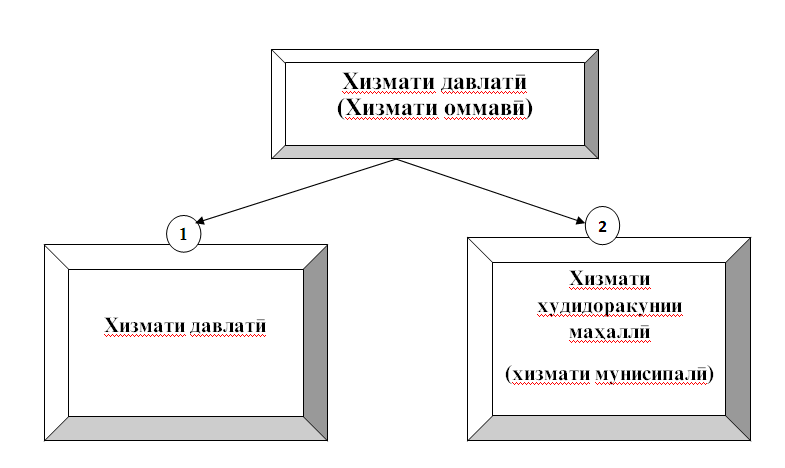 Хизмати давлатӣ
(Хизмати оммавӣ)
1
2
Хизмати давлатӣ
Хизмати
худидоракунии
маҳаллӣ
(хизмати мунисипалӣ)